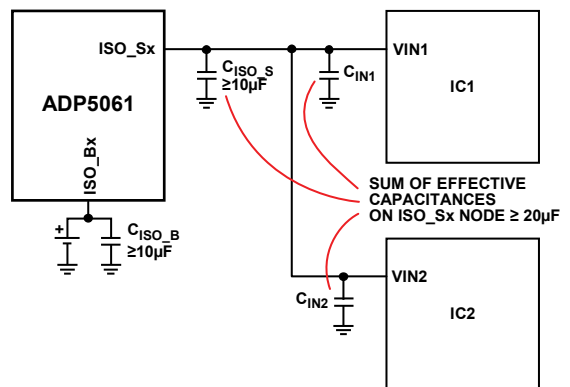 ISO_Sx
ADP5061
ISO_Bx
+
CISO_B
≥10µF
CISO_S
≥10µF
CIN1
VIN1
IC1
SUM OF EFFECTIVE
CAPACITANCES
ON ISO_Sx NODE ≥ 20µF
CIN2
VIN2
IC2